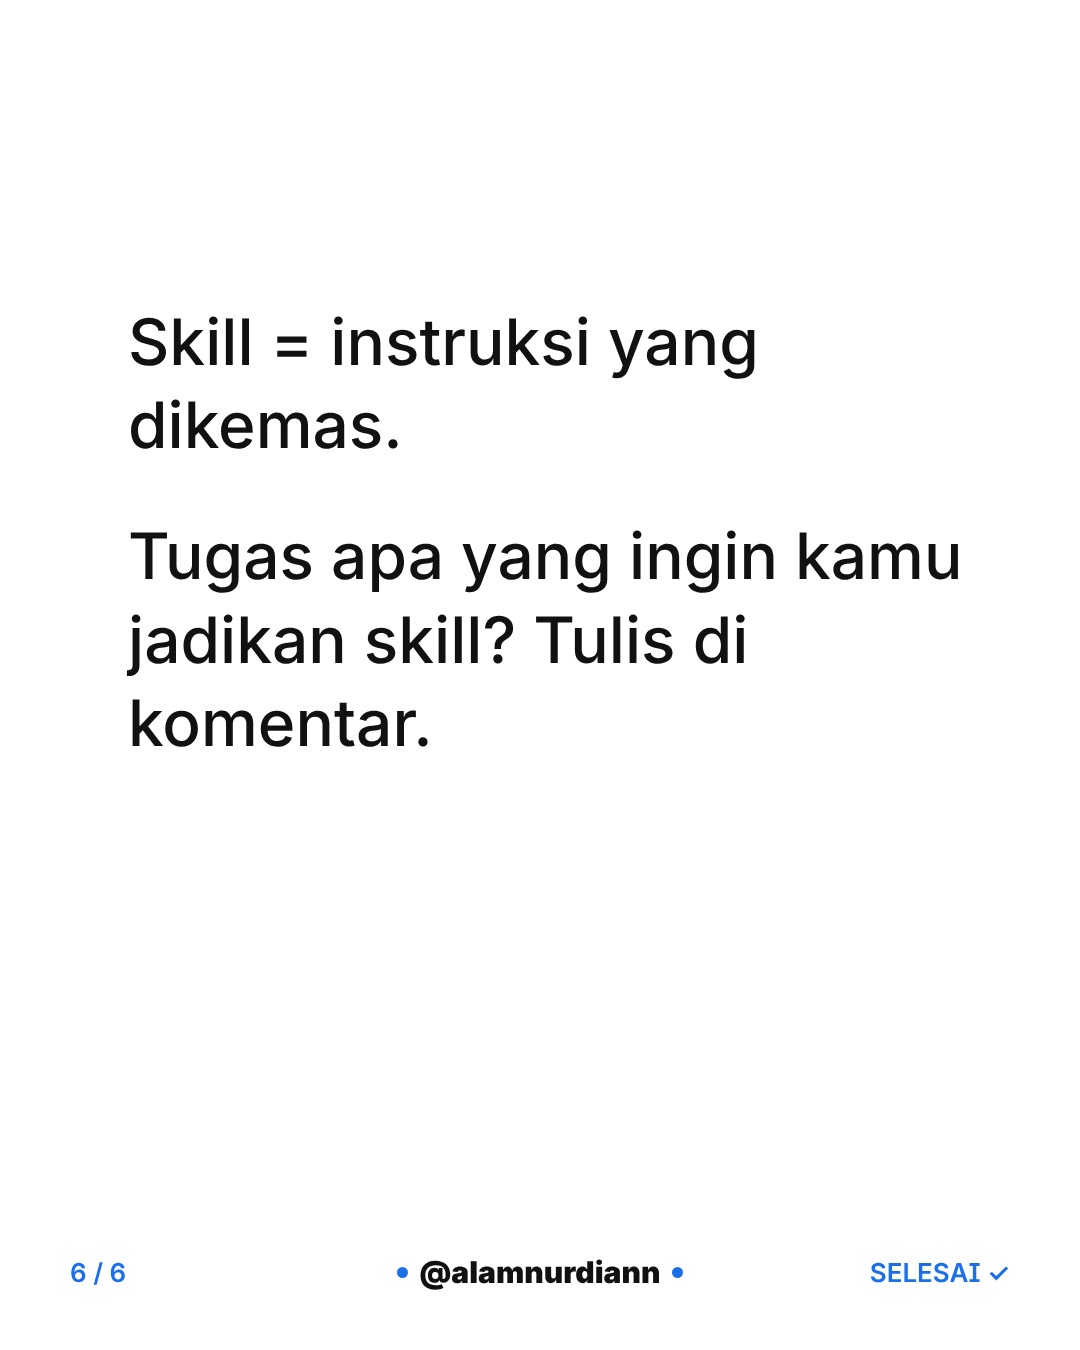 Skill = instruksi yang
dikemas.
Tugas apa yang ingin kamu
jadikan skill? Tulis di
komentar.
6 / 6
• @alamnurdiann •
SELESAI ✓